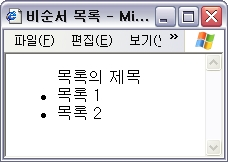 비순서 목록 - Mi...
파일(F) 편집(E) 보기(V »
목록의 제목
• 목록 1
• 목록 2